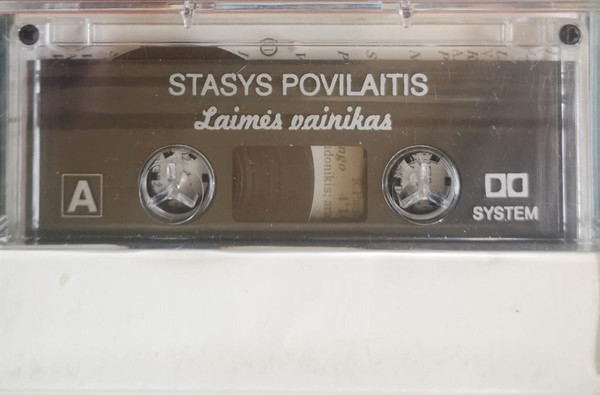 STASYS POVILAITIS
Laimės vainikas
A
SYSTEM